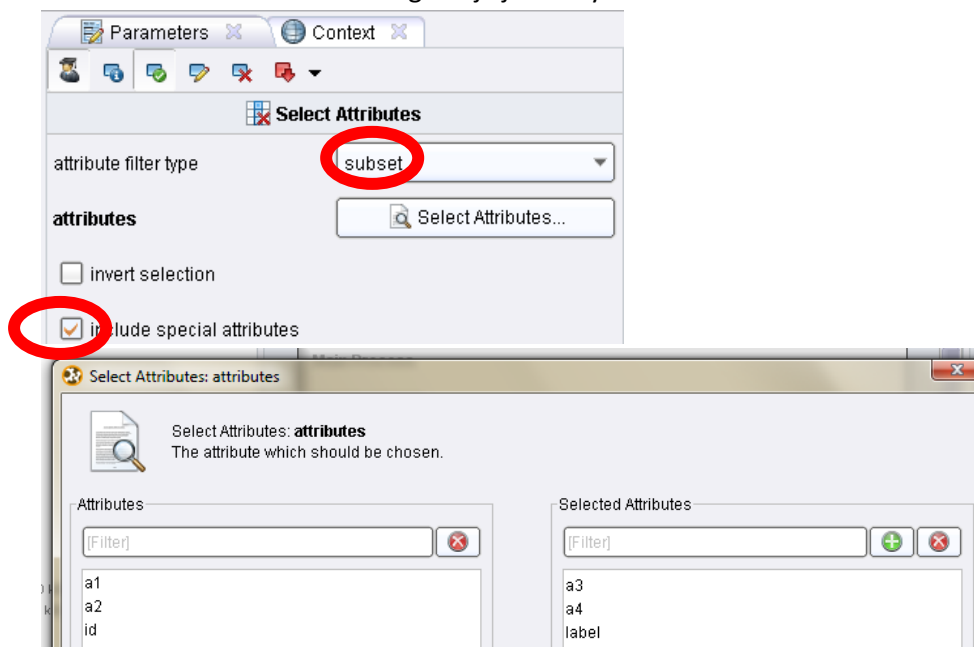 Parameters Context
Select Attributes
attribute filter type subset
attributes Select Attributes...
invert selection
include special attributes
Select Attributes: attributes
Select Attributes: attributes
The attribute which should be chosen.
Attributes Selected Attributes
[Filter] [Filter]
a1 a3
a2 a4
id label